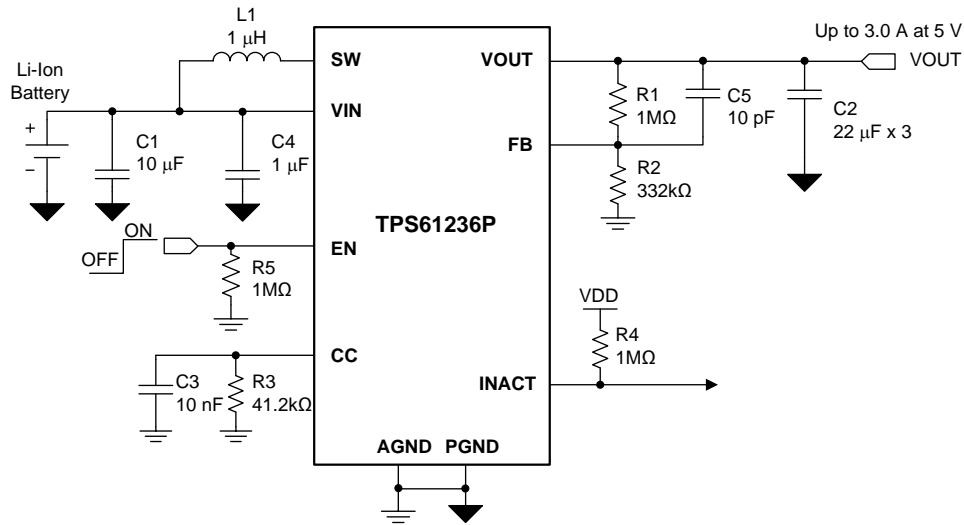 L1
1 μH
Up to 3.0 A at 5 V
SW
VOUT
VOUT
Li-Ion
Battery
VIN
R1
1MΩ
C5
10 pF
C2
22 μF x 3
+
−
C1
10 μF
C4
1 μF
FB
R2
332kΩ
TPS61236P
ON
OFF
EN
R5
1MΩ
VDD
R4
1MΩ
CC
C3
10 nF
R3
41.2kΩ
INACT
AGND PGND